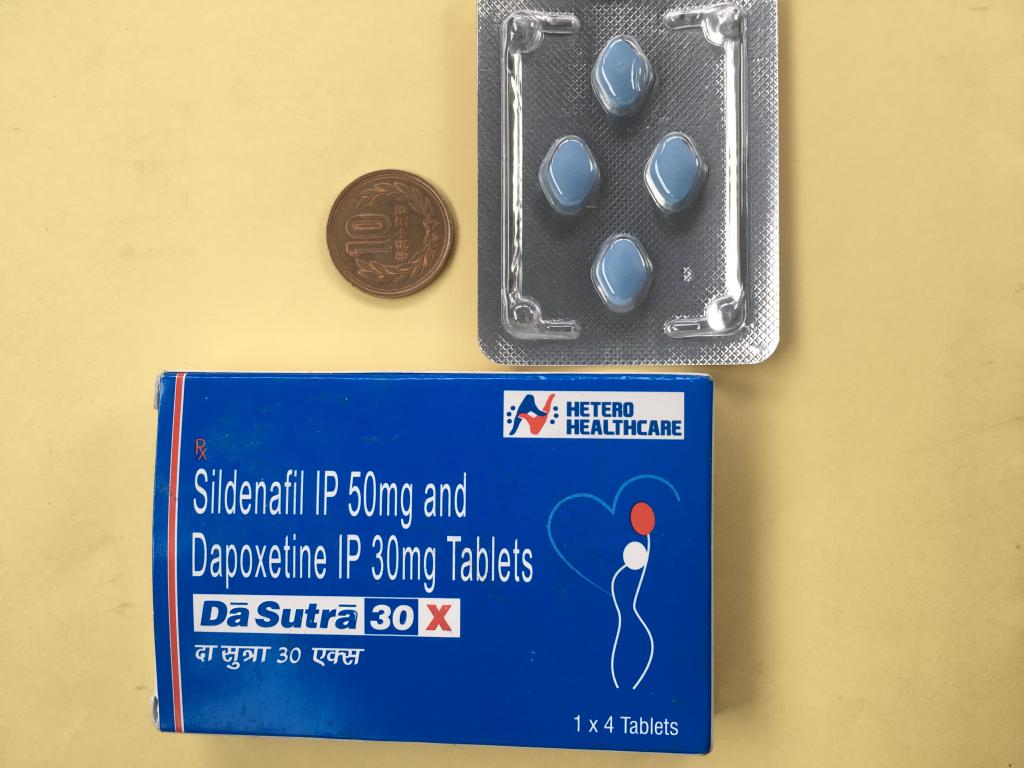 10
HETERO
HEALTHCARE
Rx
Sildenafil IP 50mg and
Dapoxetine IP 30mg Tablets
Dā Sutrā 30 X
दा सुत्रा 30 एक्स
1 x 4 Tablets